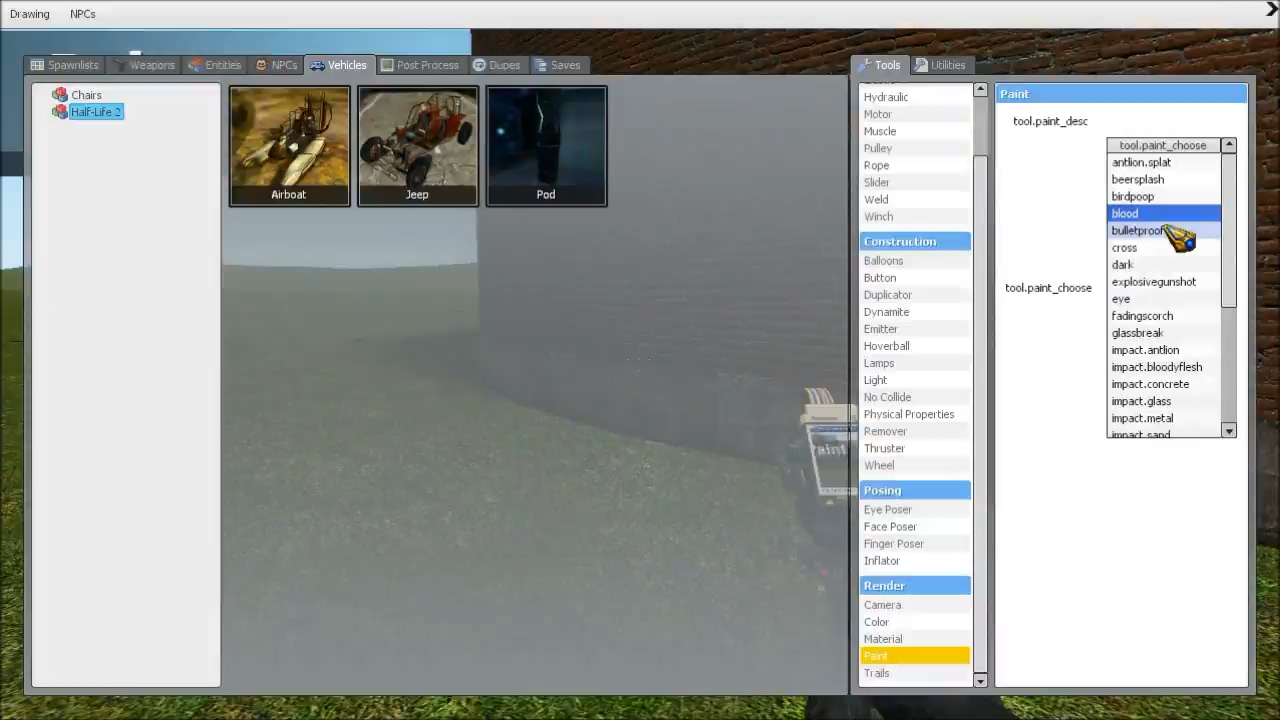 Drawing NPCs
Spawnlists Weapons Entities NPCs Vehicles Post Process Dupes Saves
Tools Utilities
Chairs
Half-Life 2
Airboat Jeep Pod
Hydraulic
Motor
Muscle
Pulley
Rope
Slider
Weld
Winch
Construction
Balloons
Button
Duplicator
Dynamite
Emitter
Hoverball
Lamps
Light
No Collide
Physical Properties
Remover
Thruster
Wheel
Posing
Eye Poser
Face Poser
Finger Poser
Inflator
Render
Camera
Color
Material
Paint
Trails
Paint
tool.paint_desc
tool.paint_choose
tool.paint_choose
antlion.splat
beersplash
birdpoop
blood
bulletproof
cross
dark
explosivegunshot
eye
fadingscorch
glassbreak
impact.antlion
impact.bloodyflesh
impact.concrete
impact.glass
impact.metal
impact.sand